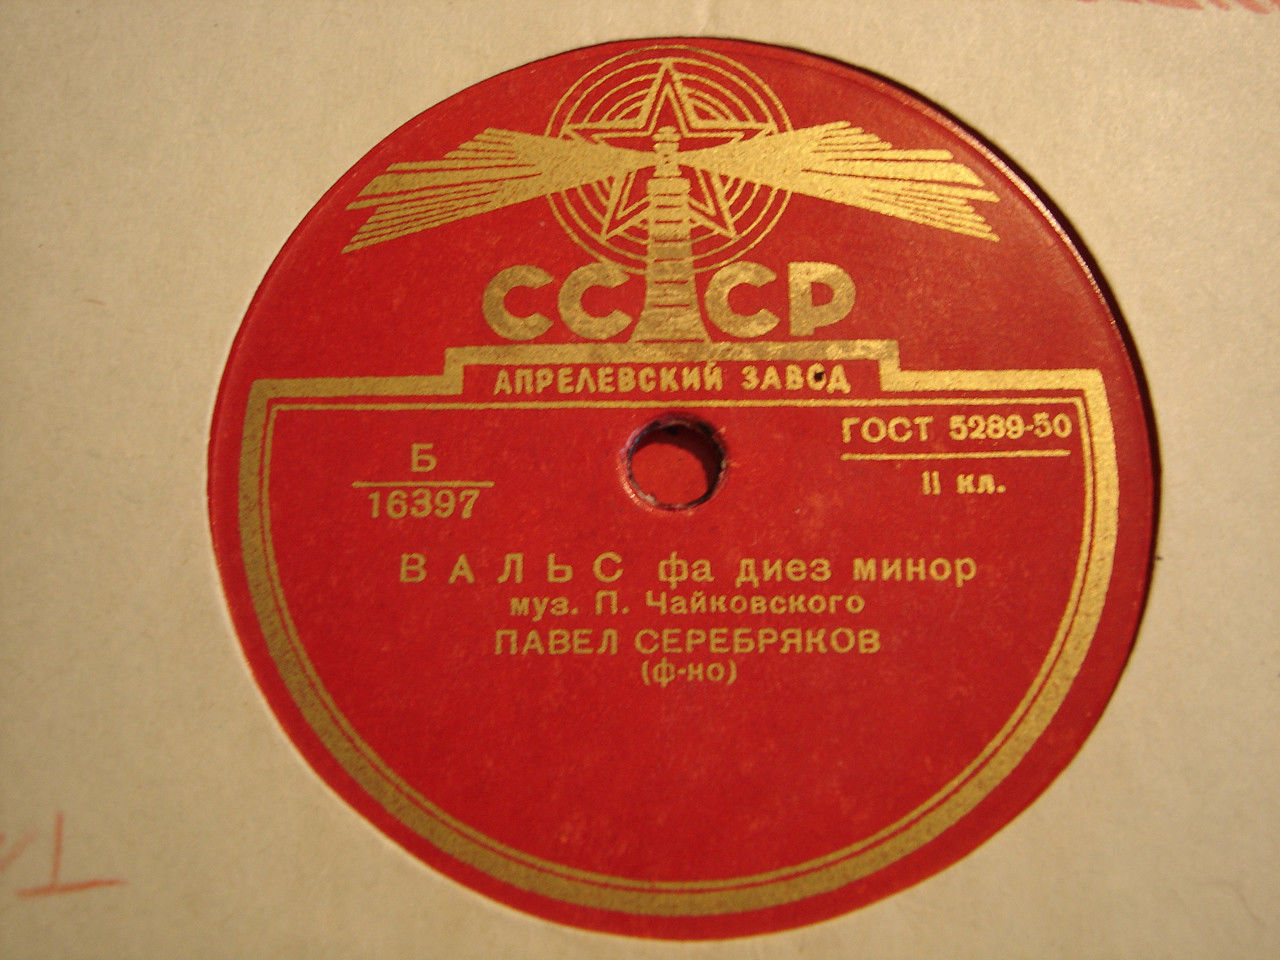 СССР
АПРЕЛЕВСКИЙ ЗАВОД
ГОСТ 5289-50
II кл.
Б
16397
ВАЛЬС фа диез минор
муз. П. Чайковского
ПАВЕЛ СЕРЕБРЯКОВ
(ф-но)